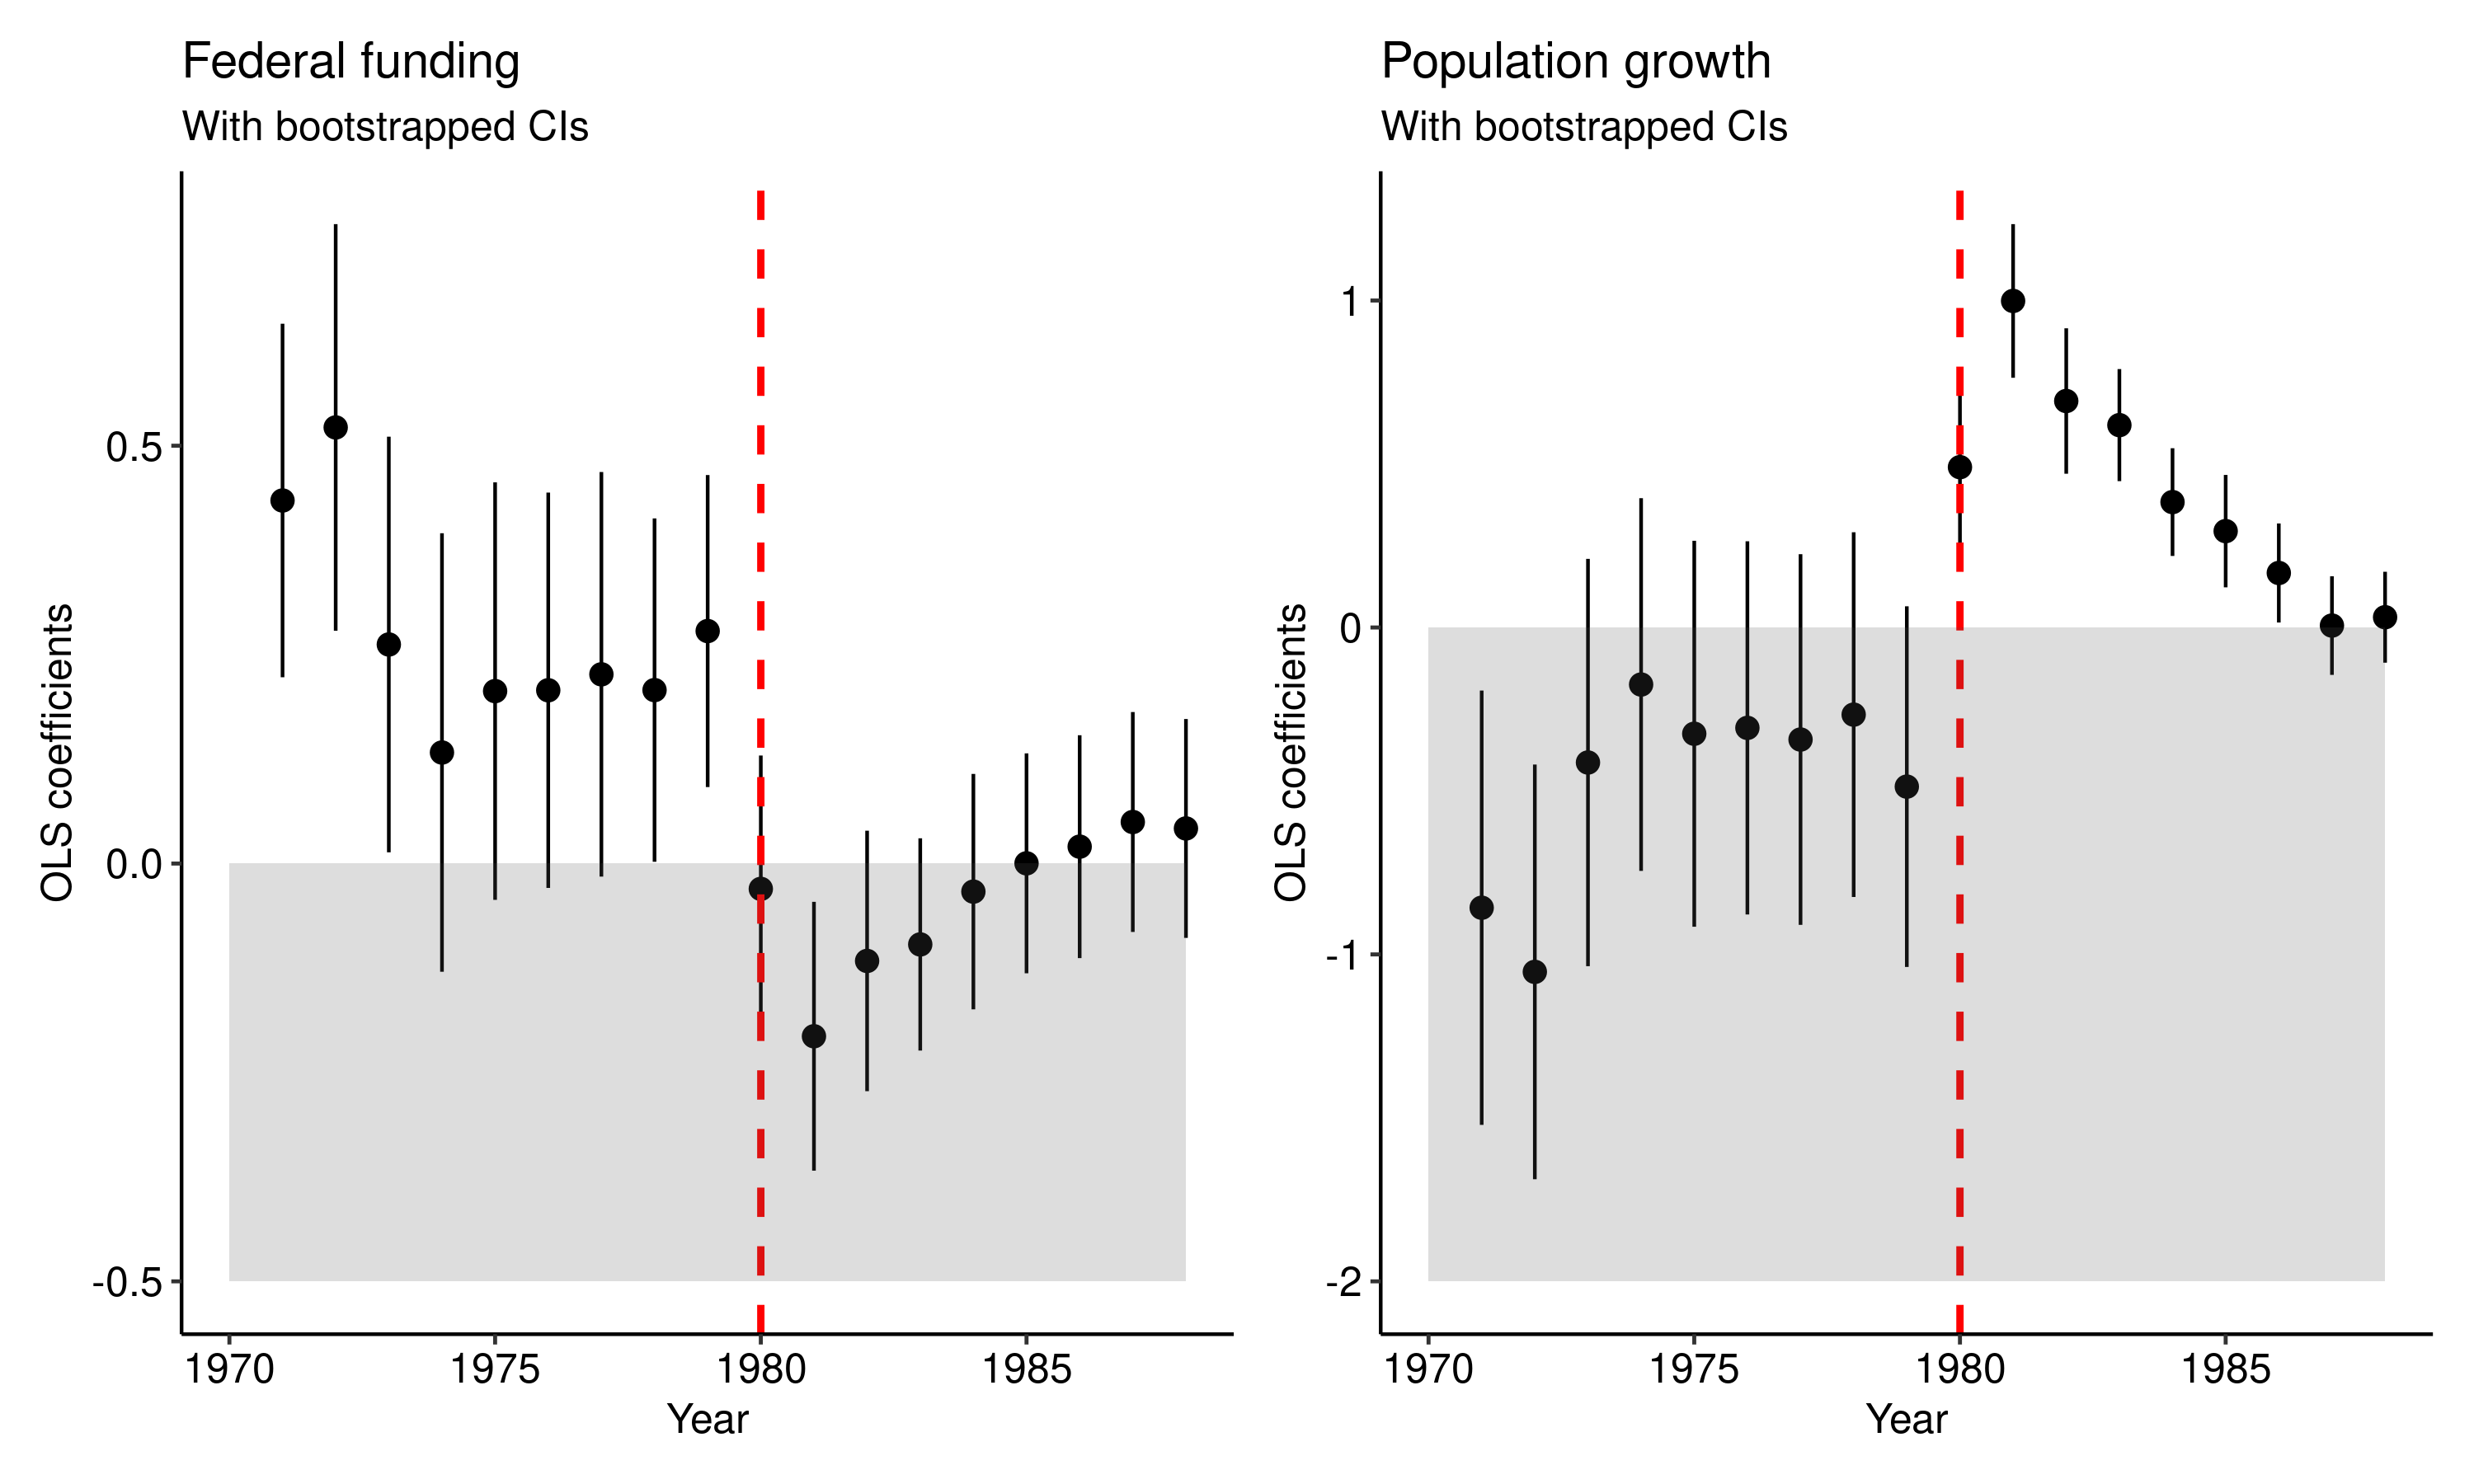 Federal funding
With bootstrapped CIs
OLS coefficients
0.5
0.0
-0.5
1970 1975 1980 1985
Year
Population growth
With bootstrapped CIs
OLS coefficients
1
0
-1
-2
1970 1975 1980 1985
Year